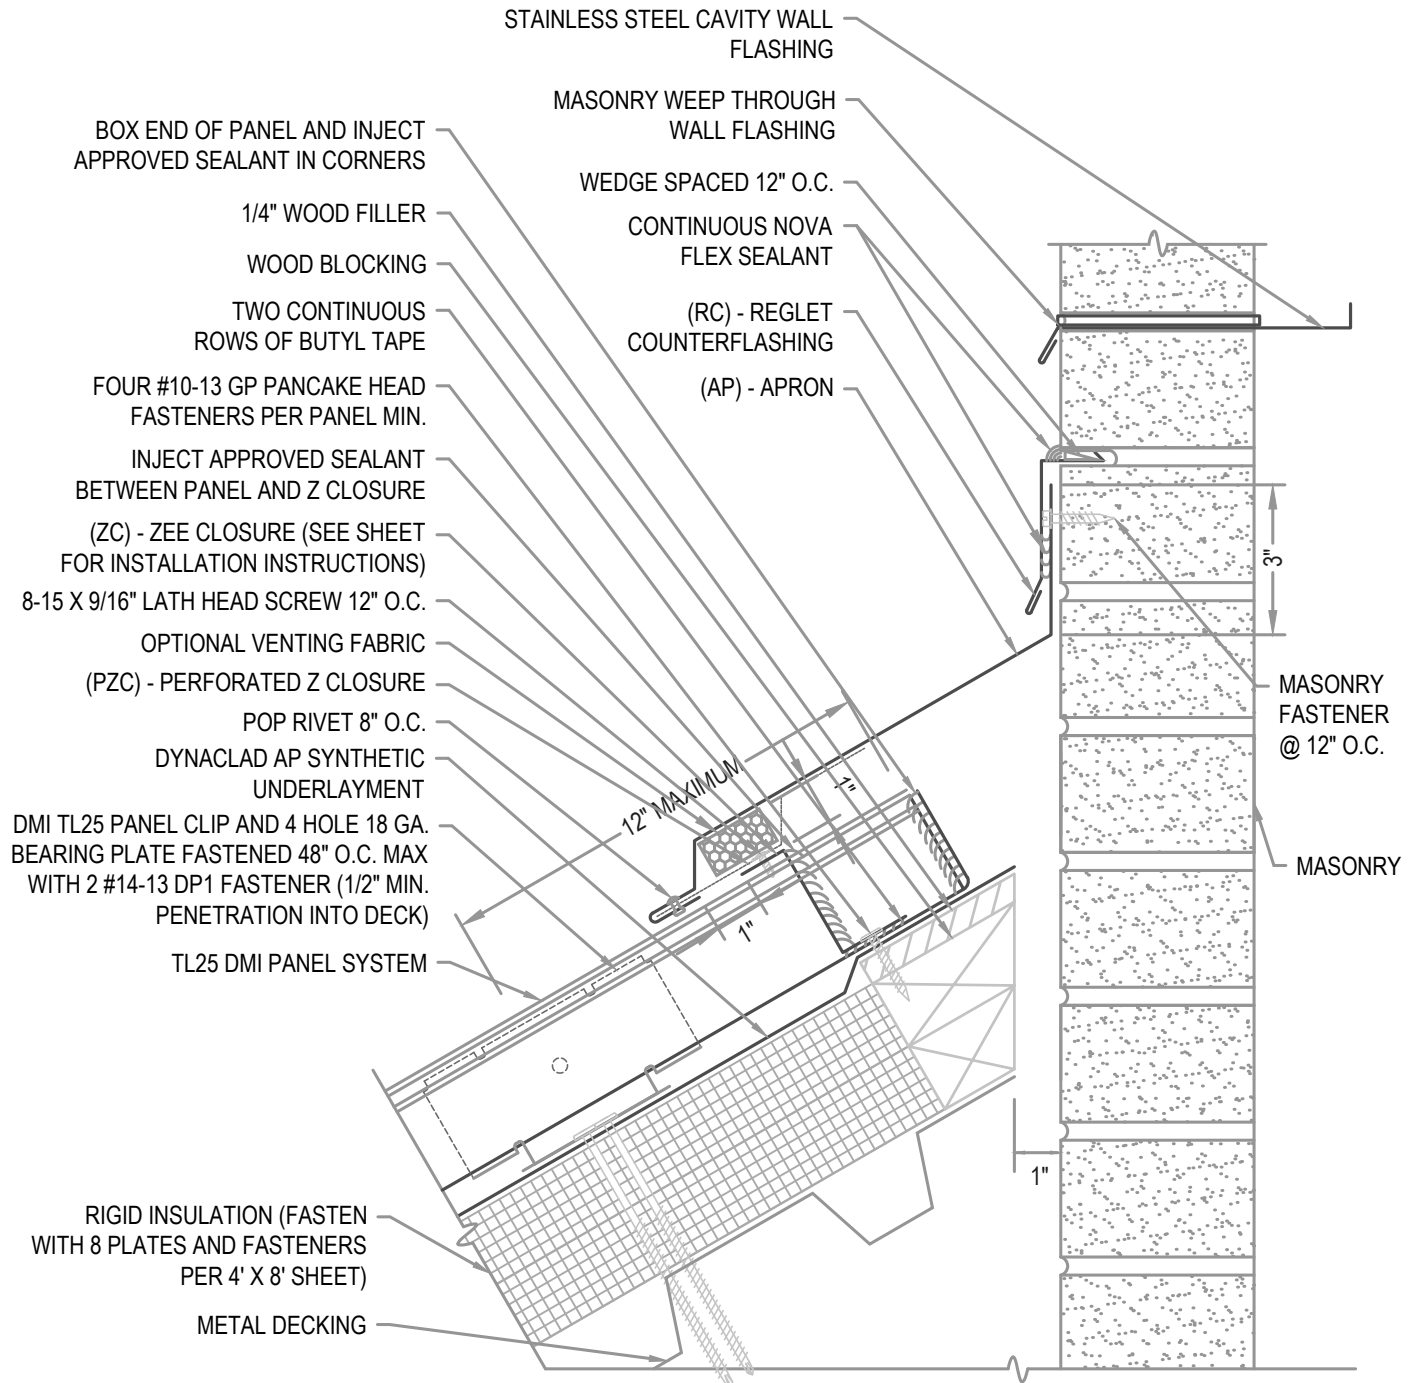 STAINLESS STEEL CAVITY WALL
FLASHING
MASONRY WEEP THROUGH
WALL FLASHING
WEDGE SPACED 12" O.C.
CONTINUOUS NOVA
FLEX SEALANT
(RC) - REGLET
COUNTERFLASHING
(AP) - APRON
BOX END OF PANEL AND INJECT
APPROVED SEALANT IN CORNERS
1/4" WOOD FILLER
WOOD BLOCKING
TWO CONTINUOUS
ROWS OF BUTYL TAPE
FOUR #10-13 GP PANCAKE HEAD
FASTENERS PER PANEL MIN.
INJECT APPROVED SEALANT
BETWEEN PANEL AND Z CLOSURE
(ZC) - ZEE CLOSURE (SEE SHEET
FOR INSTALLATION INSTRUCTIONS)
8-15 X 9/16" LATH HEAD SCREW 12" O.C.
OPTIONAL VENTING FABRIC
(PZC) - PERFORATED Z CLOSURE
POP RIVET 8" O.C.
DYNACLAD AP SYNTHETIC
UNDERLAYMENT
DMI TL25 PANEL CLIP AND 4 HOLE 18 GA.
BEARING PLATE FASTENED 48" O.C. MAX
WITH 2 #14-13 DP1 FASTENER (1/2" MIN.
PENETRATION INTO DECK)
TL25 DMI PANEL SYSTEM
RIGID INSULATION (FASTEN
WITH 8 PLATES AND FASTENERS
PER 4' X 8' SHEET)
METAL DECKING
12" MAXIMUM
1"
1"
3"
MASONRY
FASTENER
@ 12" O.C.
MASONRY
1"